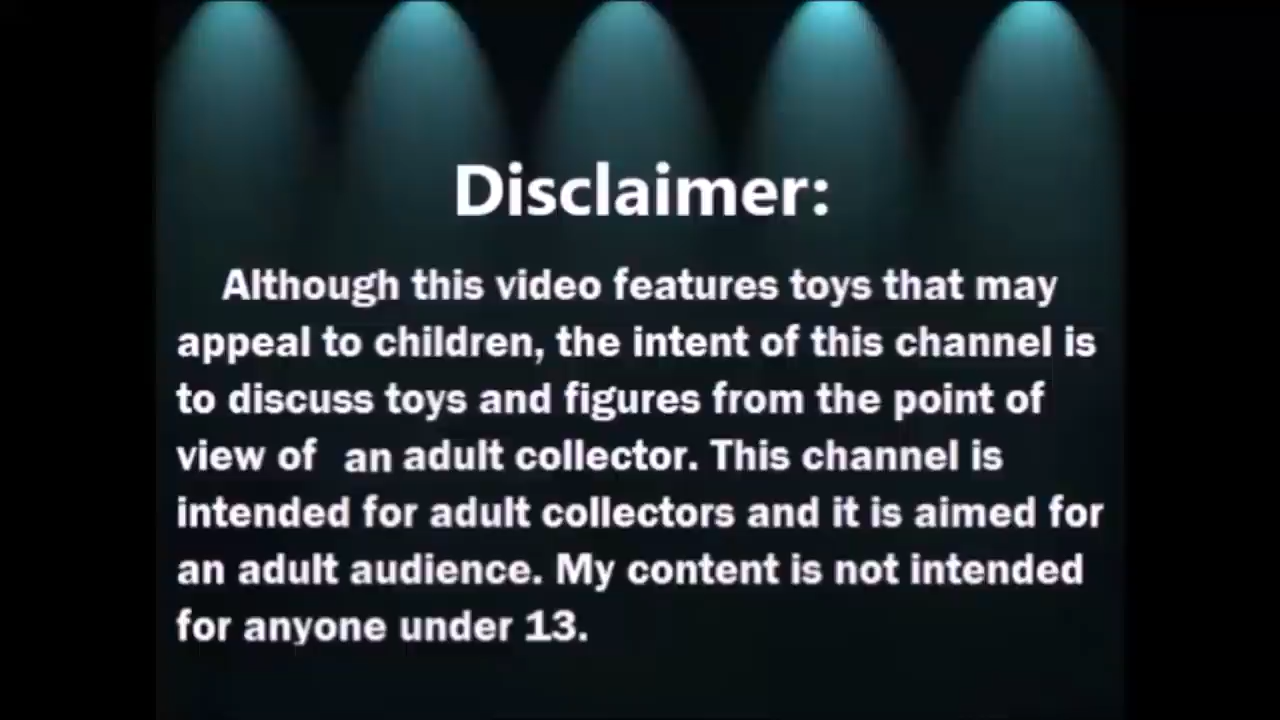 Disclaimer:
Although this video features toys that may
appeal to children, the intent of this channel is
to discuss toys and figures from the point of
view of an adult collector. This channel is
intended for adult collectors and it is aimed for
an adult audience. My content is not intended
for anyone under 13.